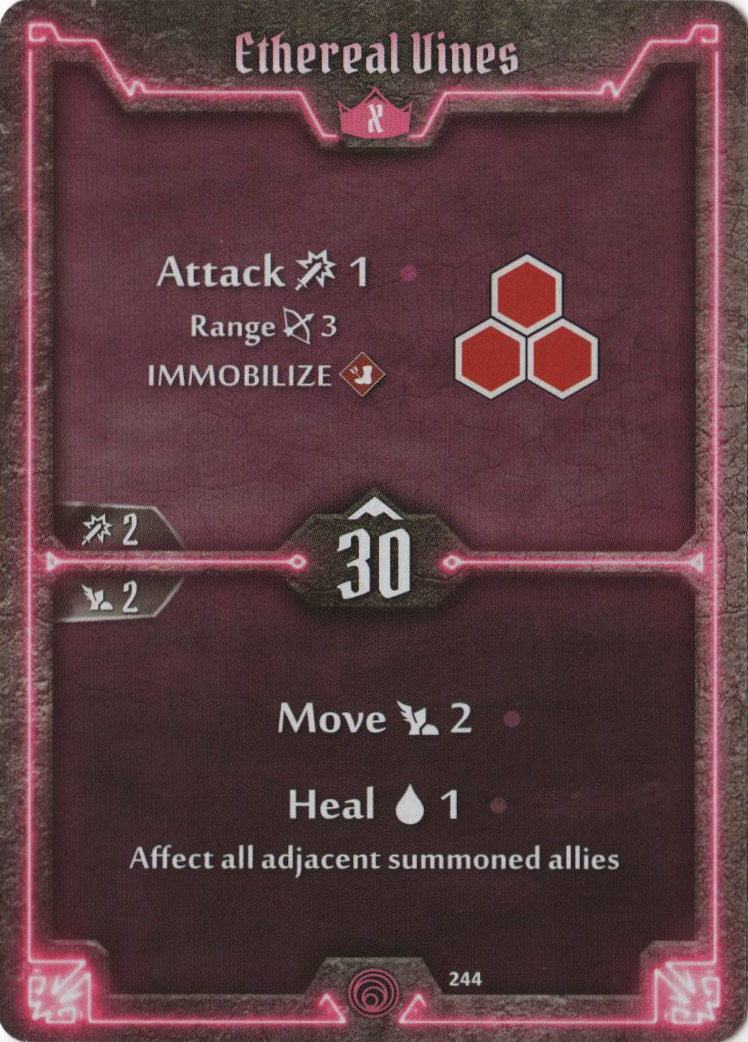 Ethereal Vines
X
Attack 1
Range 3
IMMOBILIZE
2
30
2
Move 2
Heal 1
Affect all adjacent summoned allies
244